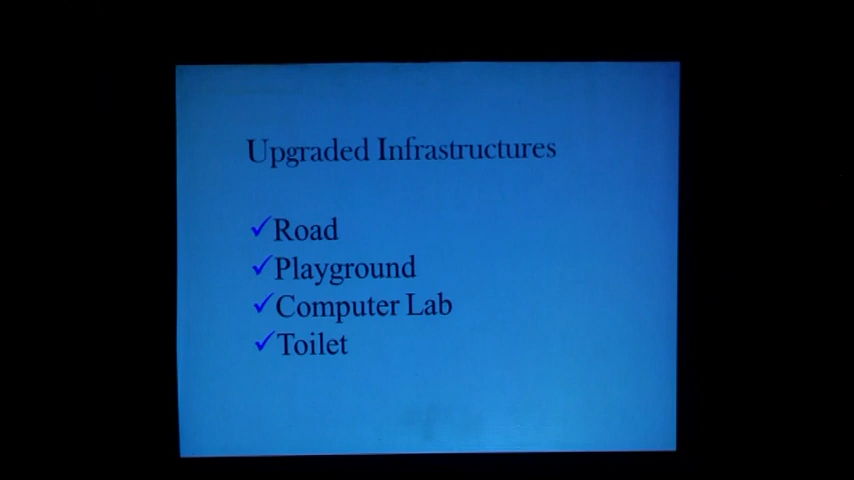 Upgraded Infrastructures
✓Road
✓Playground
✓Computer Lab
✓Toilet